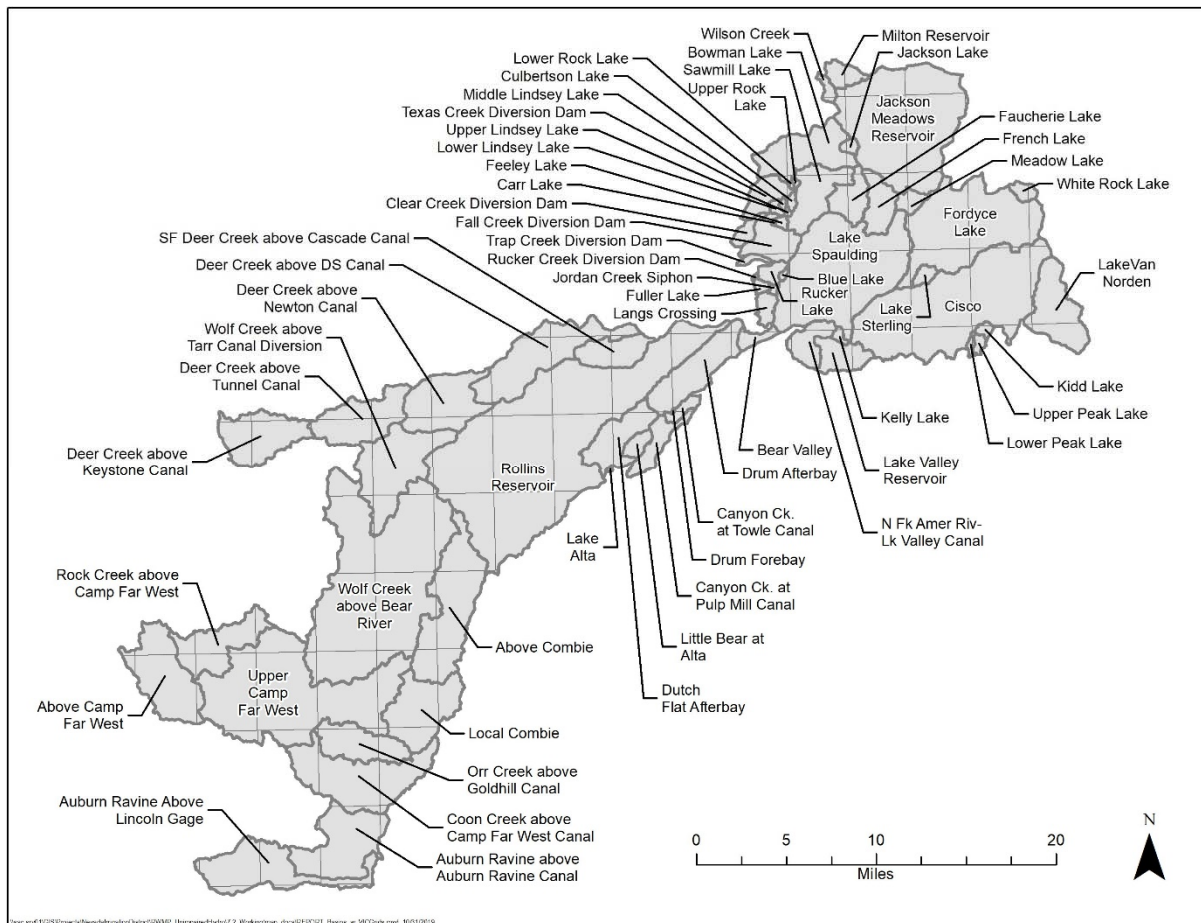 Wilson Creek
Milton Reservoir
Bowman Lake
Jackson Lake
Lower Rock Lake
Sawmill Lake
Culbertson Lake
Upper Rock
Lake
Middle Lindsey Lake
Jackson
Meadows
Reservoir
Texas Creek Diversion Dam
Faucherie Lake
Upper Lindsey Lake
French Lake
Lower Lindsey Lake
Meadow Lake
Feeley Lake
White Rock Lake
Carr Lake
Clear Creek Diversion Dam
Fordyce
Lake
Fall Creek Diversion Dam
SF Deer Creek above Cascade Canal
Trap Creek Diversion Dam
Lake
Spaulding
Deer Creek above DS Canal
Rucker Creek Diversion Dam
LakeVan
Norden
Jordan Creek Siphon
Blue Lake
Deer Creek above
Newton Canal
Fuller Lake
Rucker
Lake
Langs Crossing
Lake
Sterling
Cisco
Wolf Creek above
Tarr Canal Diversion
Deer Creek above
Tunnel Canal
Kidd Lake
Kelly Lake
Upper Peak Lake
Lower Peak Lake
Deer Creek above
Keystone Canal
Bear Valley
Rollins
Reservoir
Drum Afterbay
Lake Valley
Reservoir
Canyon Ck.
at Towle Canal
N Fk Amer Riv-
Lk Valley Canal
Lake
Alta
Drum Forebay
Rock Creek above
Camp Far West
Wolf Creek
above Bear
River
Canyon Ck. at
Pulp Mill Canal
Above Combie
Little Bear at
Alta
Upper
Camp
Far West
Above Camp
Far West
Dutch
Flat Afterbay
Local Combie
Orr Creek above
Goldhill Canal
Auburn Ravine Above
Lincoln Gage
Coon Creek above
Camp Far West Canal
Auburn Ravine above
Auburn Ravine Canal
N
0 5 10 20
Miles